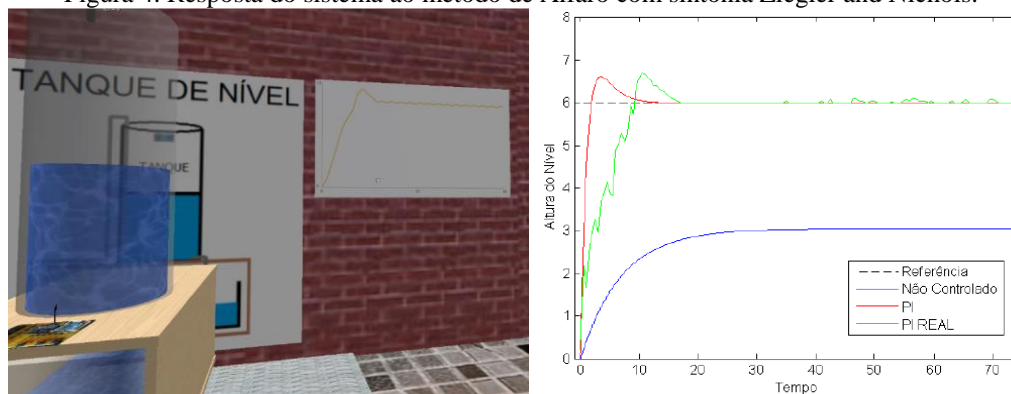 Figura 4: Resposta do sistema ao método de Alfaro com sintonia Ziegler and Nichols.
TANQUE DE NÍVEL
TANQUE
8
7
6
5
4
3
2
1
0
Altura do Nível
0 10 20 30 40 50 60 70
Tempo
Referência
Não Controlado
PI
PI REAL